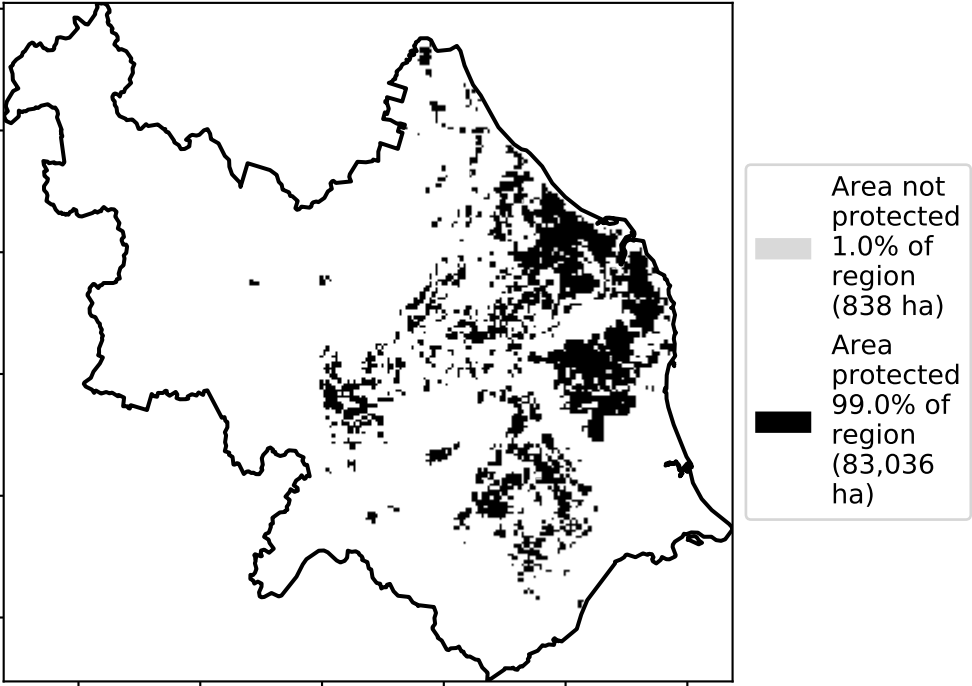 Area not
protected
1.0% of
region
(838 ha)
Area
protected
99.0% of
region
(83,036
ha)